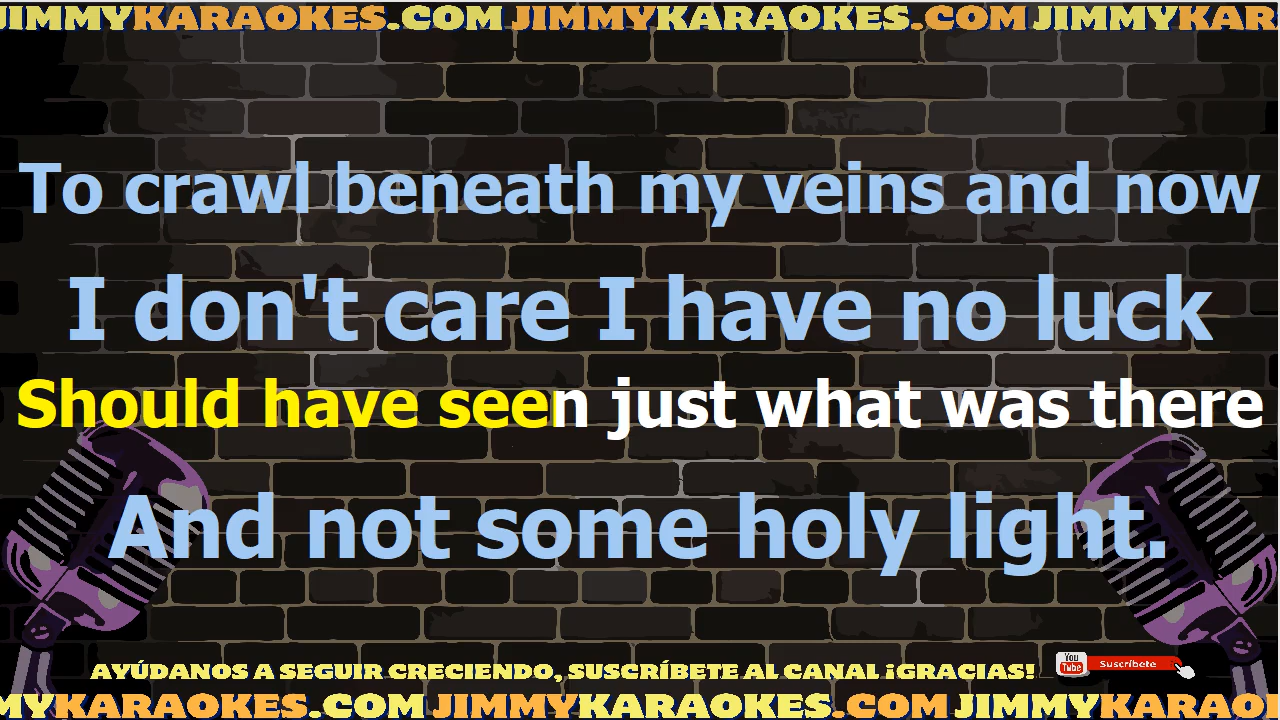 JIMMYKARAOKES.COM JIMMYKARAOKES.COM JIMMYKAR
To crawl beneath my veins and now
I don't care I have no luck
Should have seen just what was there
And not some holy light.
AYÚDANOS A SEGUIR CRECIENDO, SUSCRÍBETE AL CANAL ¡GRACIAS!
You Tube Suscríbete
MYKARAOKES.COM JIMMYKARAOKES.COM JIMMYKARAO